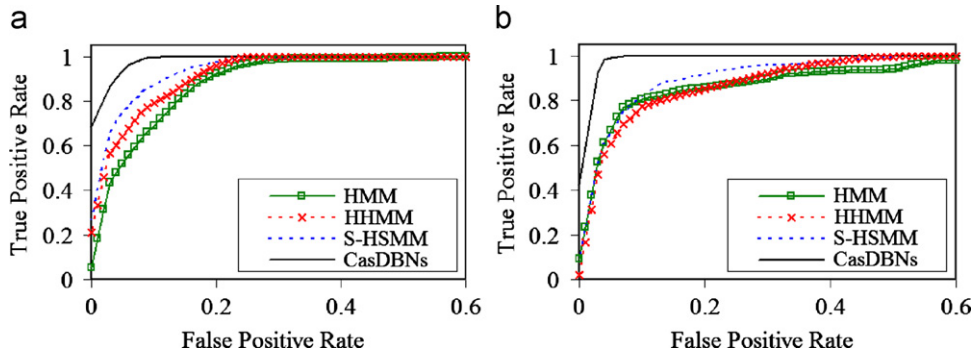 a
1
0.8
0.6
0.4
0.2
0
True Positive Rate
HMM
HHMM
S-HSMM
CasDBNs
0 0.2 0.4 0.6
False Positive Rate
b
1
0.8
0.6
0.4
0.2
0
True Positive Rate
HMM
HHMM
S-HSMM
CasDBNs
0 0.2 0.4 0.6
False Positive Rate